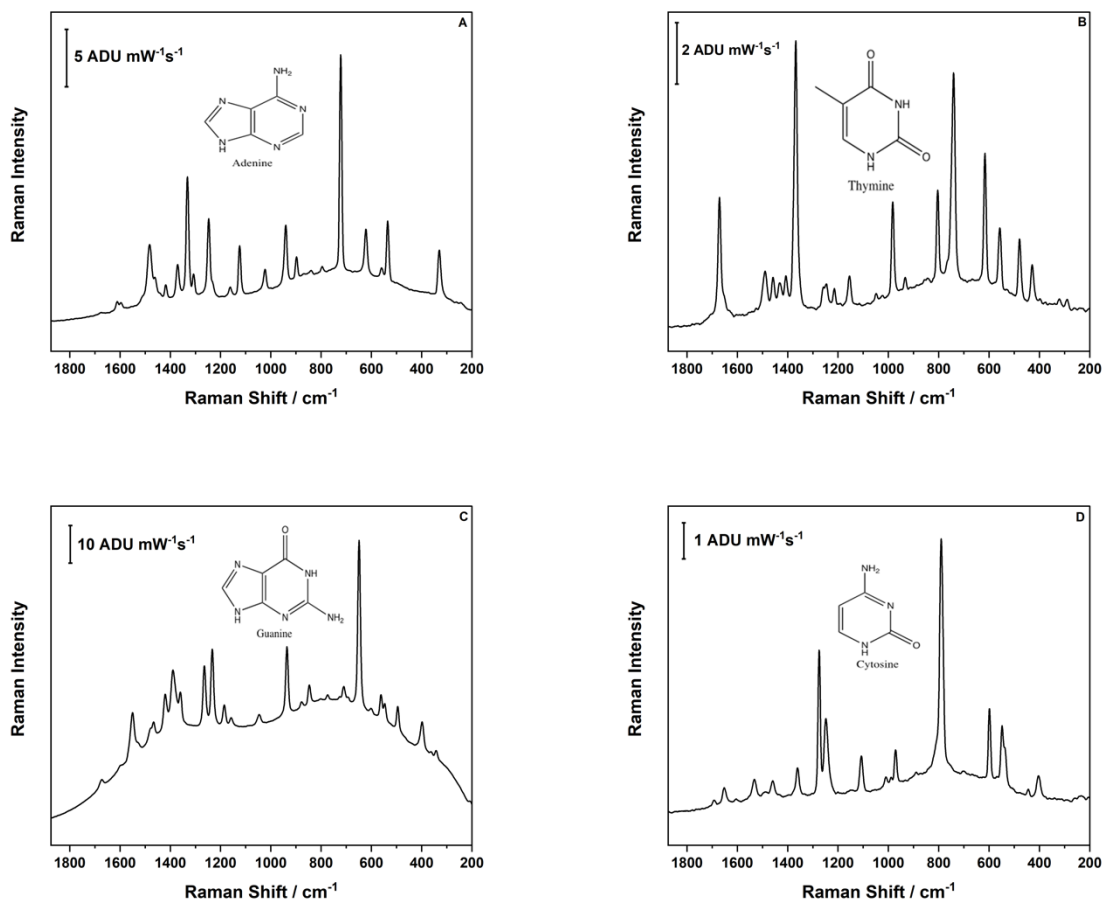 A
5 ADU mW⁻¹s⁻¹
NH₂
N
N
NH
N
Adenine
Raman Intensity
1800 1600 1400 1200 1000 800 600 400 200
Raman Shift / cm⁻¹
B
2 ADU mW⁻¹s⁻¹
O
NH
NH
O
Thymine
Raman Intensity
1800 1600 1400 1200 1000 800 600 400 200
Raman Shift / cm⁻¹
C
10 ADU mW⁻¹s⁻¹
O
N
NH
N
H
N
NH₂
Guanine
Raman Intensity
1800 1600 1400 1200 1000 800 600 400 200
Raman Shift / cm⁻¹
D
1 ADU mW⁻¹s⁻¹
NH₂
N
NH
O
Cytosine
Raman Intensity
1800 1600 1400 1200 1000 800 600 400 200
Raman Shift / cm⁻¹